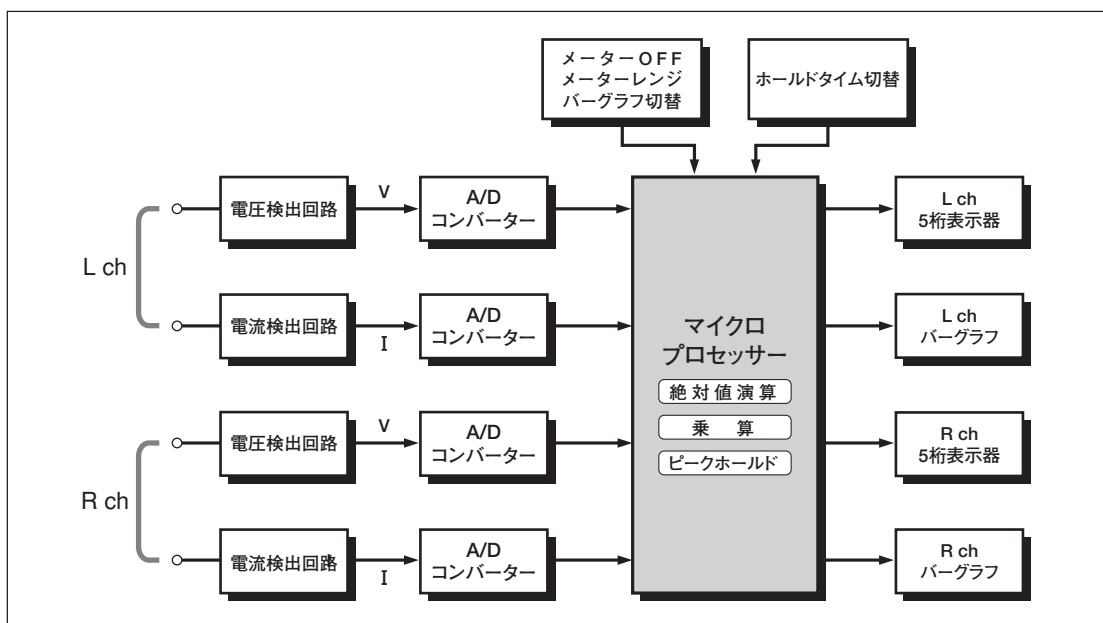 メーターOFF
メーターレンジ
バーグラフ切替
ホールドタイム切替
L ch
電圧検出回路
V
A/D
コンバーター
L ch
5桁表示器
電流検出回路
I
A/D
コンバーター
L ch
バーグラフ
マイクロ
プロセッサー
絶対値演算
乗算
ピークホールド
R ch
電圧検出回路
V
A/D
コンバーター
R ch
5桁表示器
電流検出回路
I
A/D
コンバーター
R ch
バーグラフ